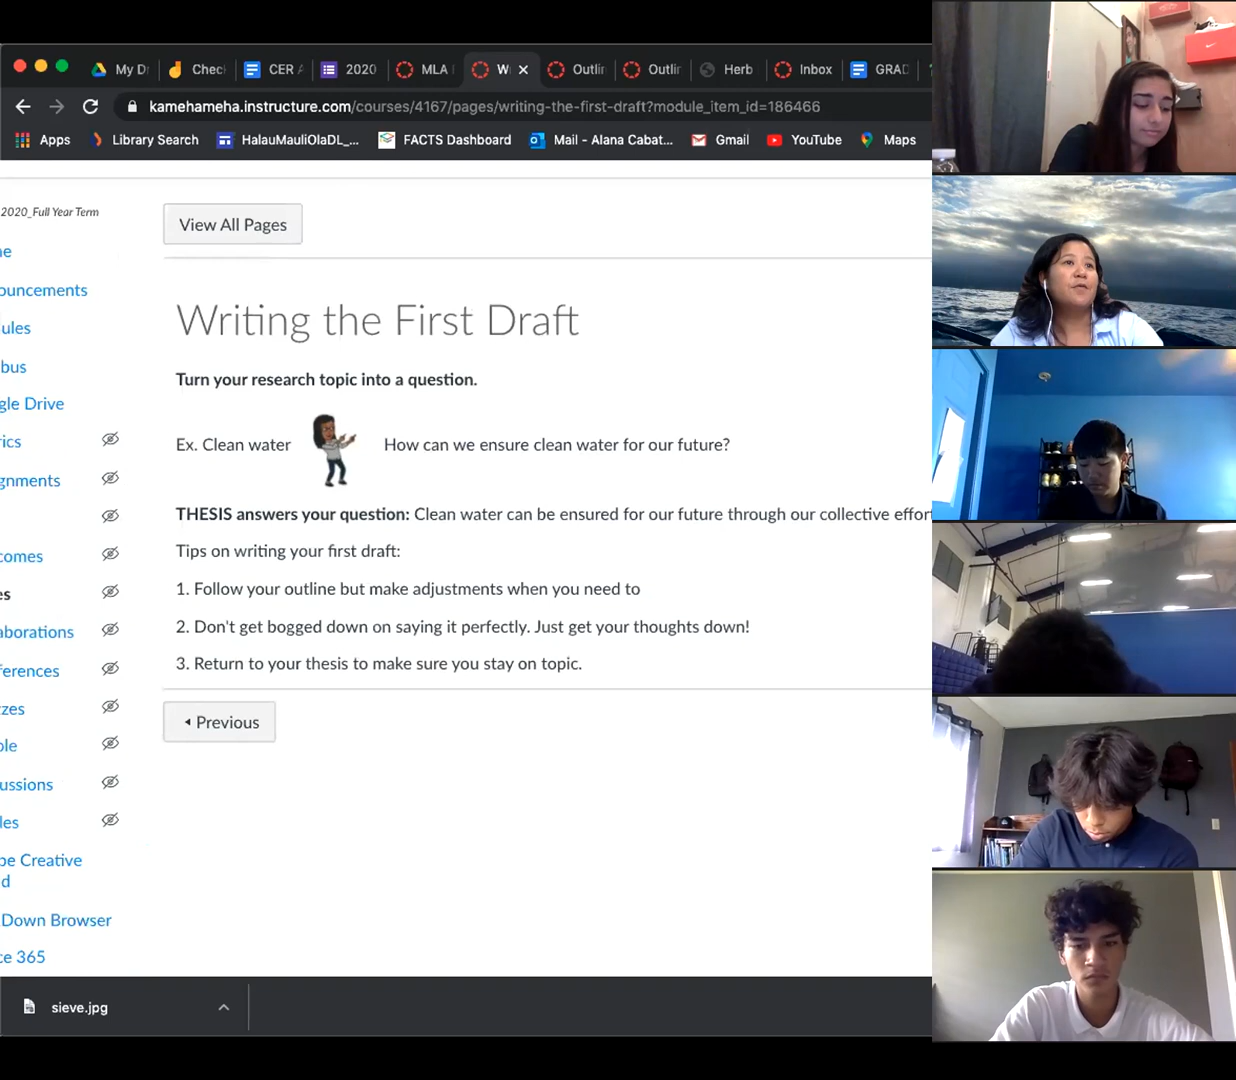 My D
Chec
CER A
2020
MLA
W
Outlin
Outlin
Herb
Inbox
GRAD
kamehameha.instructure.com/courses/4167/pages/writing-the-first-draft?module_item_id=186466
Apps
Library Search
HalauMauliOlaDL_...
FACTS Dashboard
Mail - Alana Cabat...
Gmail
YouTube
Maps
2020_Full Year Term
View All Pages
ne
ouncements
ules
bus
gle Drive
rics
gnments
comes
es
aborations
ferences
zzes
ple
ussions
les
be Creative
d
Down Browser
ce 365
Writing the First Draft
Turn your research topic into a question.
Ex. Clean water How can we ensure clean water for our future?
THESIS answers your question: Clean water can be ensured for our future through our collective effor
Tips on writing your first draft:
1. Follow your outline but make adjustments when you need to
2. Don't get bogged down on saying it perfectly. Just get your thoughts down!
3. Return to your thesis to make sure you stay on topic.
Previous
sieve.jpg